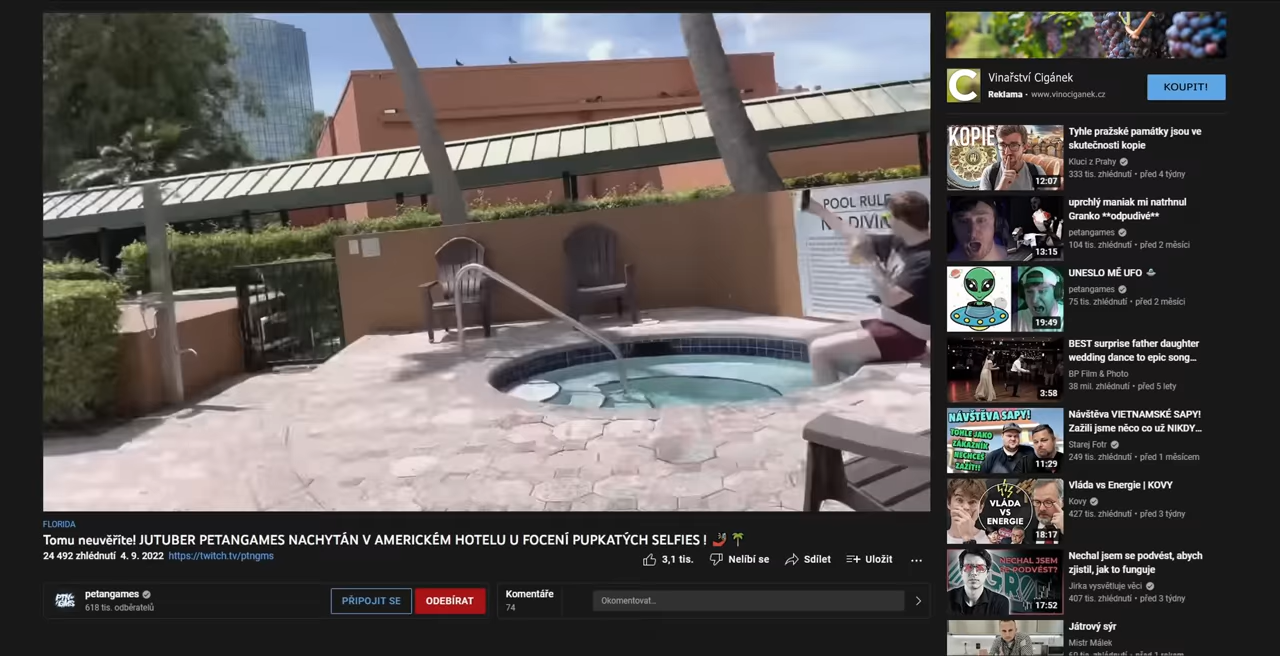 POOL RULE
NO DIVIN
FLORIDA
Tomu neuvěříte! JUTUBER PETANGAMES NACHYTÁN V AMERICKÉM HOTELU U FOCENÍ PUPKATÝCH SELFIES !
24 492 zhlédnutí 4. 9. 2022 https://twitch.tv/ptngms
3,1 tis. Nelíbí se Sdílet Uložit
PTN GMS
petangames
618 tis. odběratelů
PŘIPOJIT SE
ODEBÍRAT
Komentáře
74
Okomentovat...
Vinařství Cigánek
Reklama • www.vinociganek.cz
KOUPIT!
KOPIE
12:07
Tyhle pražské památky jsou ve
skutečnosti kopie
Kluci z Prahy
333 tis. zhlédnutí • před 4 týdny
13:15
uprchlý maniak mi natrhnul
Granko **odpudivé**
petangames
104 tis. zhlédnutí • před 2 měsíci
19:49
UNESLO MĚ UFO
petangames
75 tis. zhlédnutí • před 2 měsíci
3:58
BEST surprise father daughter
wedding dance to epic song...
BP Film & Photo
38 mil. zhlédnutí • před 5 lety
NÁVŠTĚVA SAPY!
TOHLE JAKO
ZÁKAZNÍK
NECHCEŠ
ZAŽÍT!!
11:29
Návštěva VIETNAMSKÉ SAPY!
Zažili jsme něco co už NIKDY...
Starej Fotr
249 tis. zhlédnutí • před 1 měsícem
VLÁDA
VS
ENERGIE
18:17
Vláda vs Energie | KOVY
Kovy
427 tis. zhlédnutí • před 3 týdny
NECHAL JSEM
SE PODVÉST?
17:52
Nechal jsem se podvést, abych
zjistil, jak to funguje
Jirka vysvětluje věci
407 tis. zhlédnutí • před 3 týdny
Játrový sýr
Mistr Málek